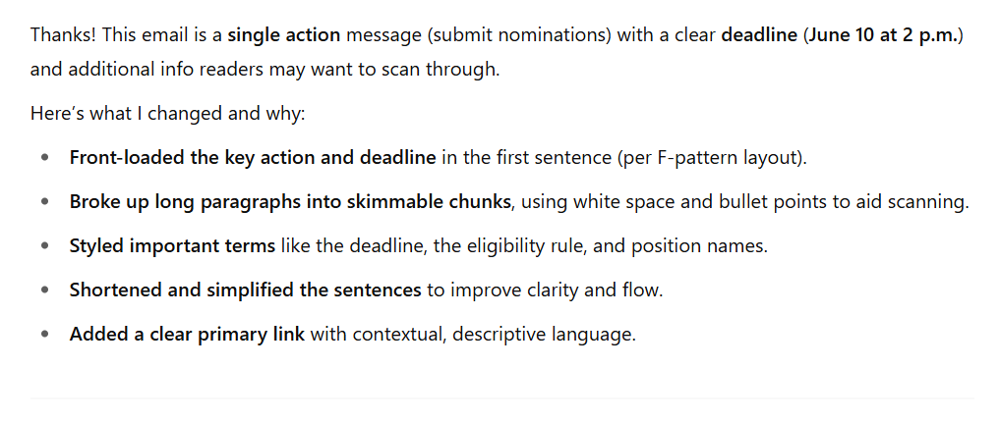 Thanks! This email is a single action message (submit nominations) with a clear deadline (June 10 at 2 p.m.)
and additional info readers may want to scan through.
Here’s what I changed and why:
• Front-loaded the key action and deadline in the first sentence (per F-pattern layout).
• Broke up long paragraphs into skimmable chunks, using white space and bullet points to aid scanning.
• Styled important terms like the deadline, the eligibility rule, and position names.
• Shortened and simplified the sentences to improve clarity and flow.
• Added a clear primary link with contextual, descriptive language.